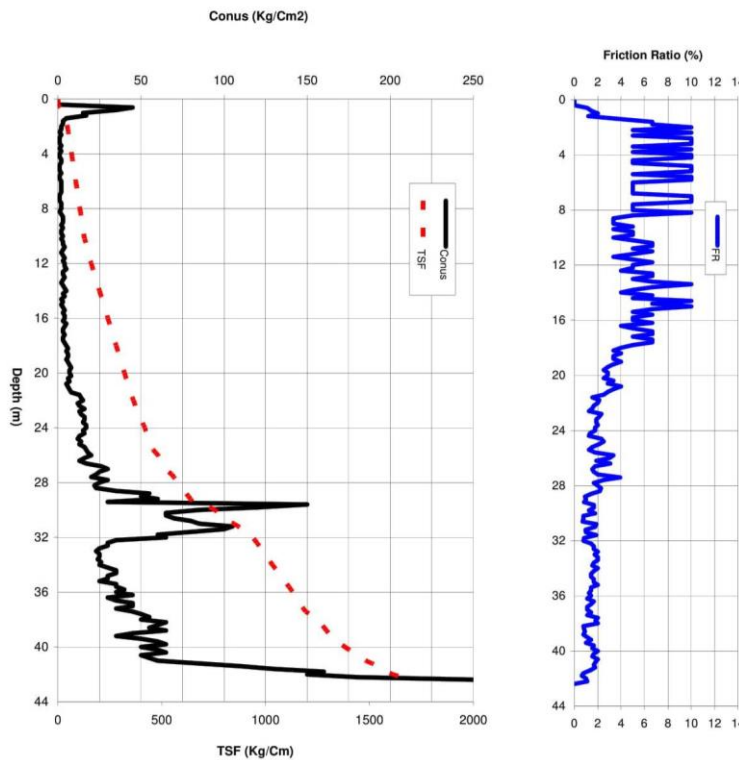 Conus (Kg/Cm2)
0 50 100 150 200 250
0
4
8
12
16
20
24
28
32
36
40
44
Depth (m)
TSF
Conus
0 500 1000 1500 2000
TSF (Kg/Cm)
Friction Ratio (%)
0 2 4 6 8 10 12 14
0
4
8
12
16
20
24
28
32
36
40
44
FR
0 2 4 6 8 10 12 14